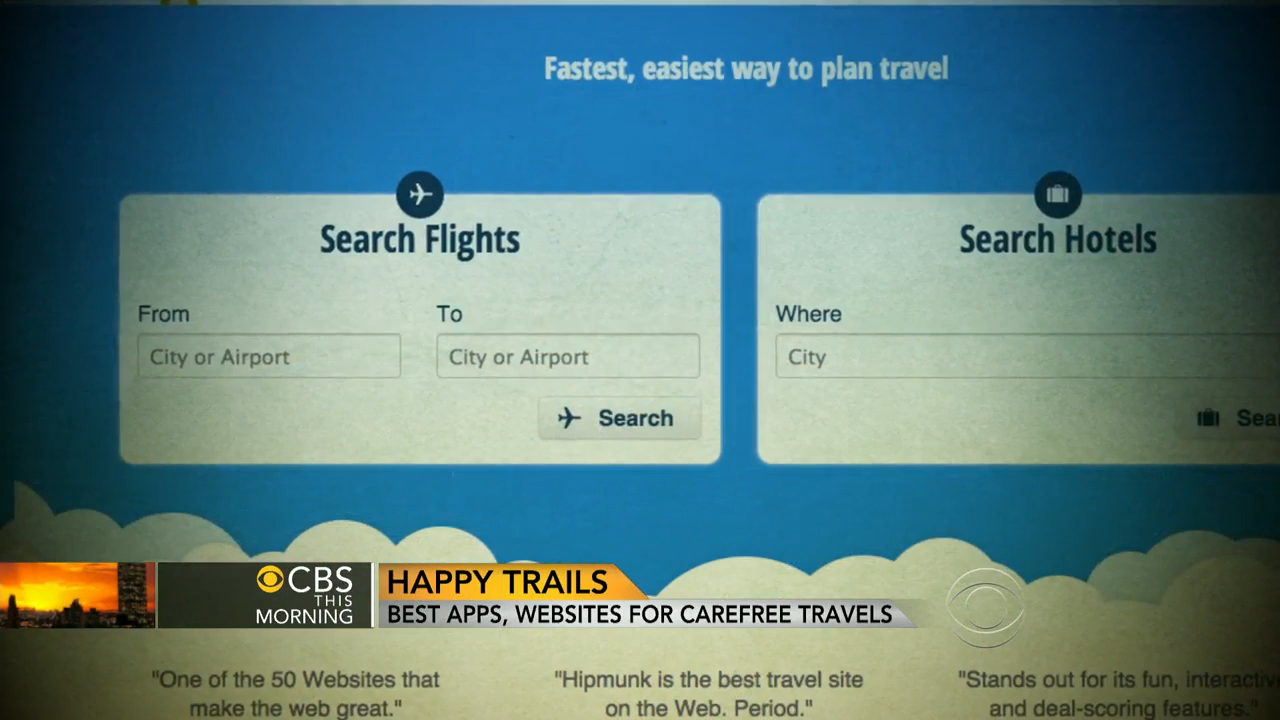 Fastest, easiest way to plan travel
Search Flights
Search Hotels
From
To
Where
City or Airport
City or Airport
City
Search
CBS
THIS
MORNING
HAPPY TRAILS
BEST APPS, WEBSITES FOR CAREFREE TRAVELS
"One of the 50 Websites that
make the web great."
"Hipmunk is the best travel site
on the Web. Period."
"Stands out for its fun,
and deal-scoring features."